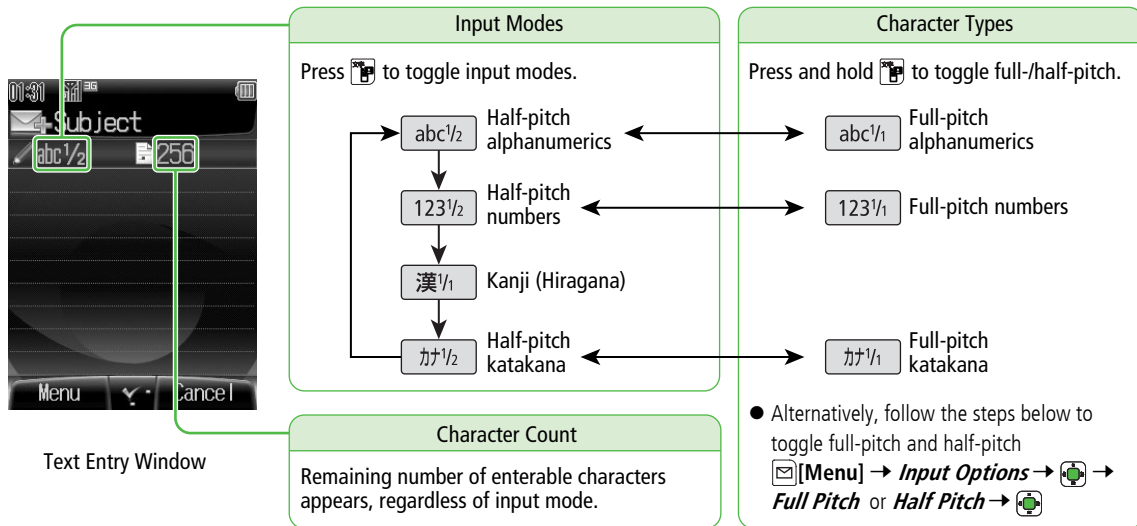 Input Modes
Press to toggle input modes.
abc1/2 Half-pitch
alphanumerics
1231/2 Half-pitch
numbers
漢1/1 Kanji (Hiragana)
カナ1/2 Half-pitch
katakana
Character Types
Press and hold to toggle full-/half-pitch.
abc1/1 Full-pitch
alphanumerics
1231/1 Full-pitch numbers
カナ1/1 Full-pitch
katakana
● Alternatively, follow the steps below to
toggle full-pitch and half-pitch
[Menu] → Input Options → →
Full Pitch or Half Pitch →
01:31 3G
Subject
abc1/2 256
Menu Cancel
Text Entry Window
Character Count
Remaining number of enterable characters
appears, regardless of input mode.